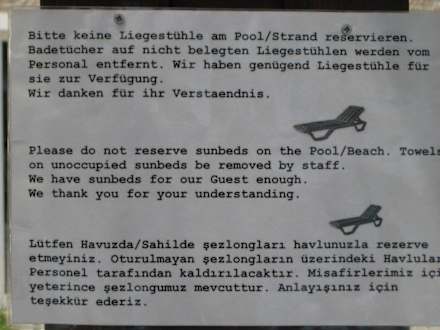 Bitte keine Liegestühle am Pool/Strand reservieren.
Badetücher auf nicht belegten Liegestühlen werden vom
Personal entfernt. Wir haben genügend Liegestühle für
sie zur Verfügung.
Wir danken für ihr Verstaendnis.
Please do not reserve sunbeds on the Pool/Beach. Towels
on unoccupied sunbeds be removed by staff.
We have sunbeds for our Guest enough.
We thank you for your understanding.
Lütfen Havuzda/Sahilde şezlongları havlunuzla rezerve
etmeyiniz. Oturulmayan şezlongların üzerindeki Havlular
Personel tarafından kaldırılacaktır. Misafirlerimiz için
yeterince şezlongumuz mevcuttur. Anlayışınız için
teşekkür ederiz.